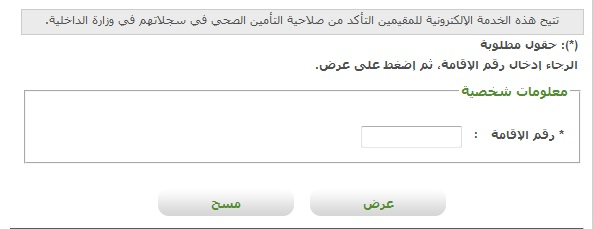 تتيح هذه الخدمة الإلكترونية للمقيمين التأكد من صلاحية التأمين الصحي في سجلاتهم في وزارة الداخلية.
(*): حقول مطلوبة
الرجاء إدخال رقم الإقامة، ثم إضغط على عرض.
معلومات شخصية
* رقم الإقامة :
عرض مسح